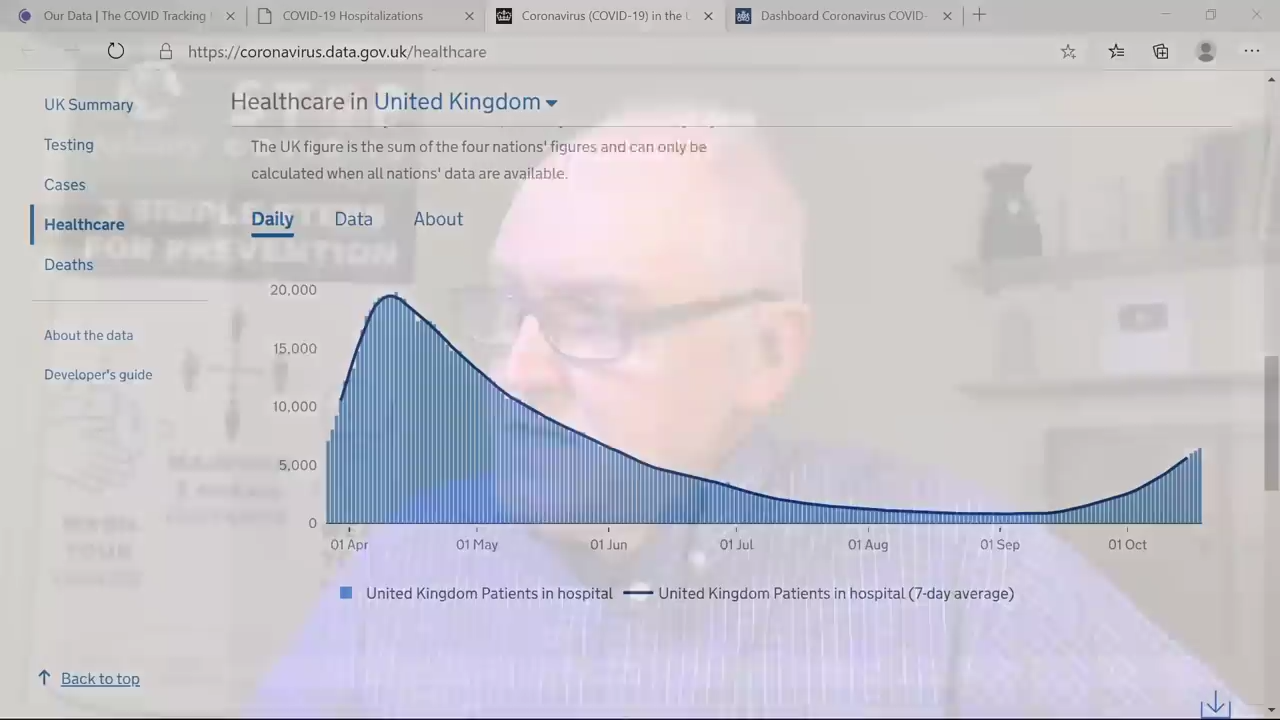 Our Data | The COVID Tracking
COVID-19 Hospitalizations
Coronavirus (COVID-19) in the
Dashboard Coronavirus COVID-
https://coronavirus.data.gov.uk/healthcare
UK Summary
Testing
Cases
Healthcare
Deaths
About the data
Developer's guide
Healthcare in United Kingdom
The UK figure is the sum of the four nations' figures and can only be
calculated when all nations' data are available.
Daily Data About
20,000
15,000
10,000
5,000
0
01 Apr 01 May 01 Jun 01 Jul 01 Aug 01 Sep 01 Oct
United Kingdom Patients in hospital United Kingdom Patients in hospital (7-day average)
Back to top
STOP
FOR PREVENTION
YOUR